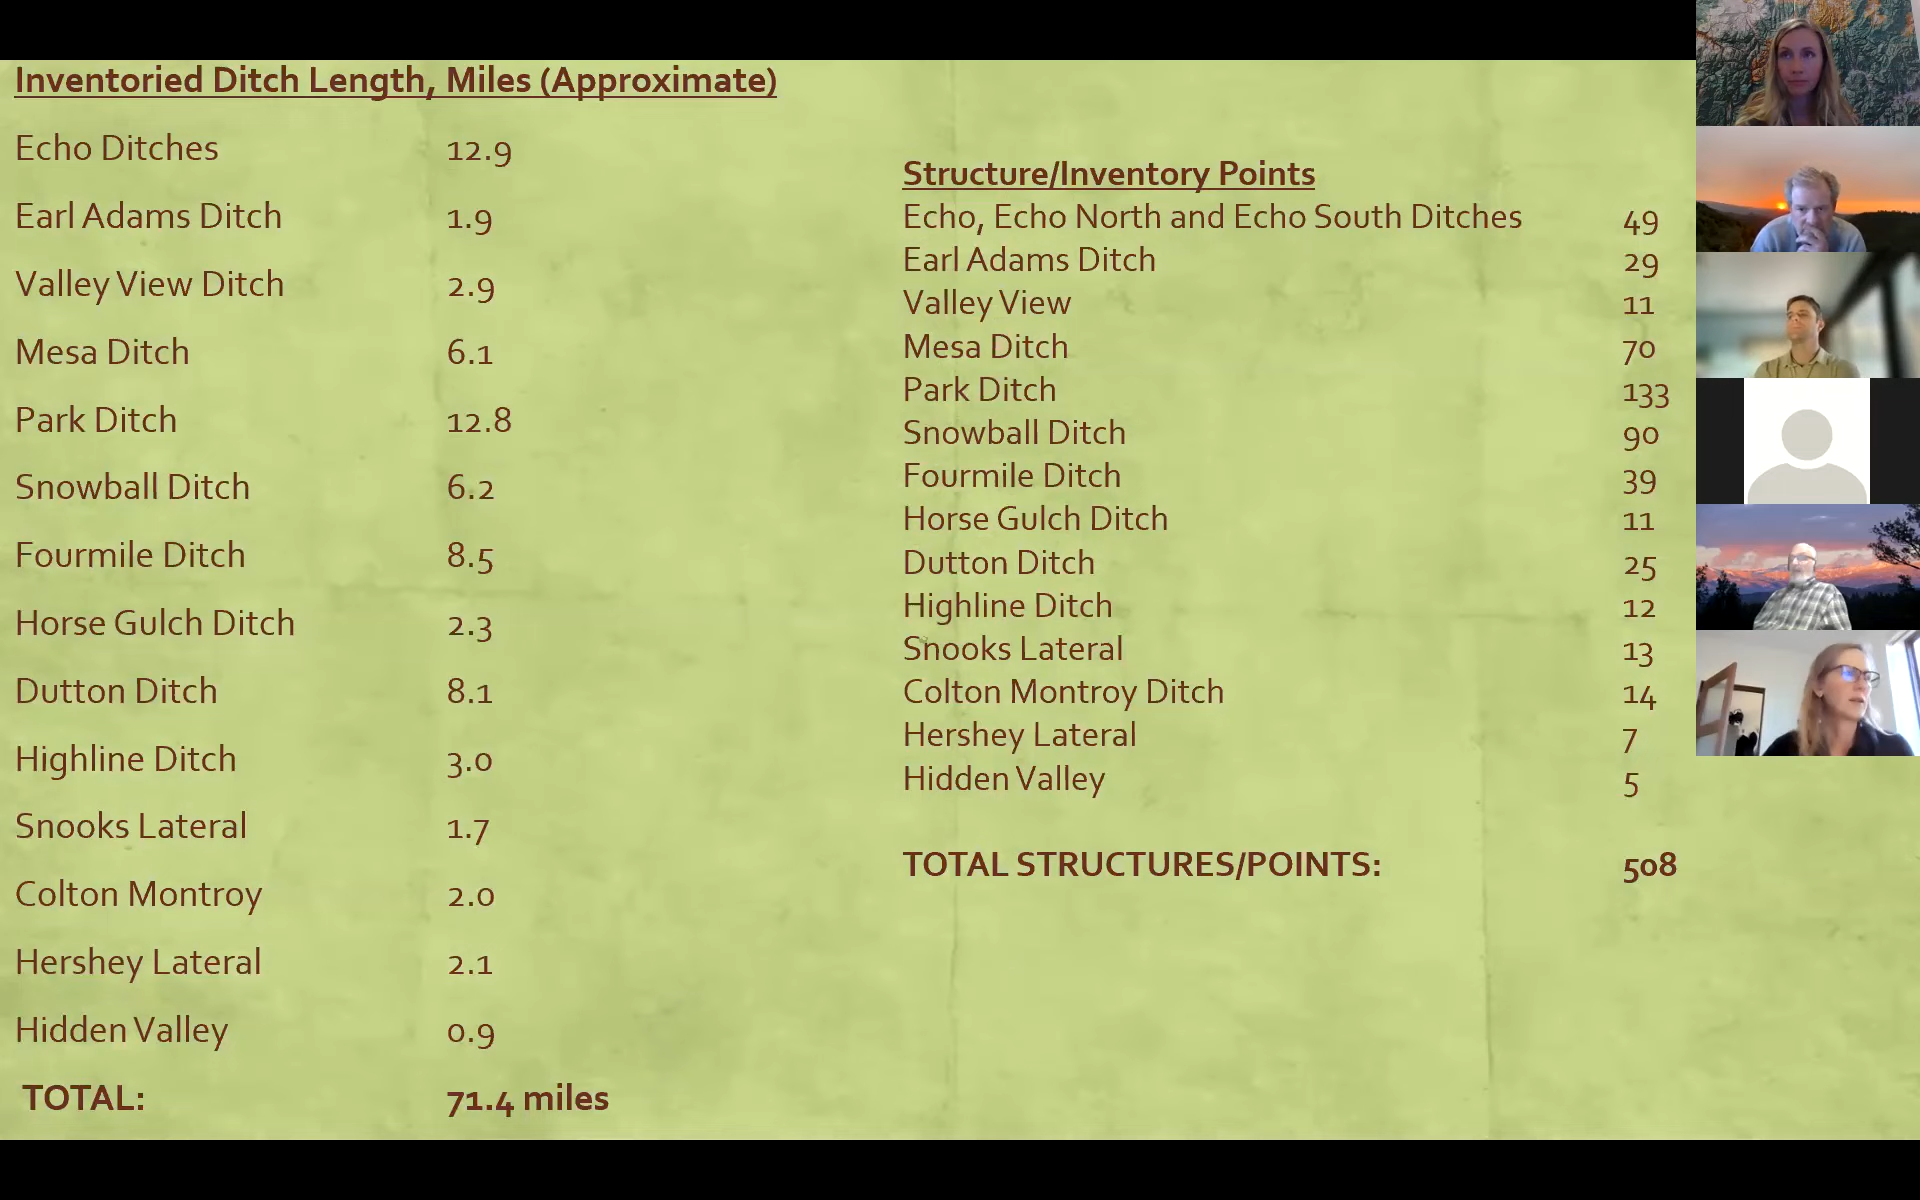 Inventoried Ditch Length, Miles (Approximate)
Echo Ditches 12.9
Earl Adams Ditch 1.9
Valley View Ditch 2.9
Mesa Ditch 6.1
Park Ditch 12.8
Snowball Ditch 6.2
Fourmile Ditch 8.5
Horse Gulch Ditch 2.3
Dutton Ditch 8.1
Highline Ditch 3.0
Snooks Lateral 1.7
Colton Montroy 2.0
Hershey Lateral 2.1
Hidden Valley 0.9
TOTAL: 71.4 miles
Structure/Inventory Points
Echo, Echo North and Echo South Ditches 49
Earl Adams Ditch 29
Valley View 11
Mesa Ditch 70
Park Ditch 133
Snowball Ditch 90
Fourmile Ditch 39
Horse Gulch Ditch 11
Dutton Ditch 25
Highline Ditch 12
Snooks Lateral 13
Colton Montroy Ditch 14
Hershey Lateral 7
Hidden Valley 5
TOTAL STRUCTURES/POINTS: 508